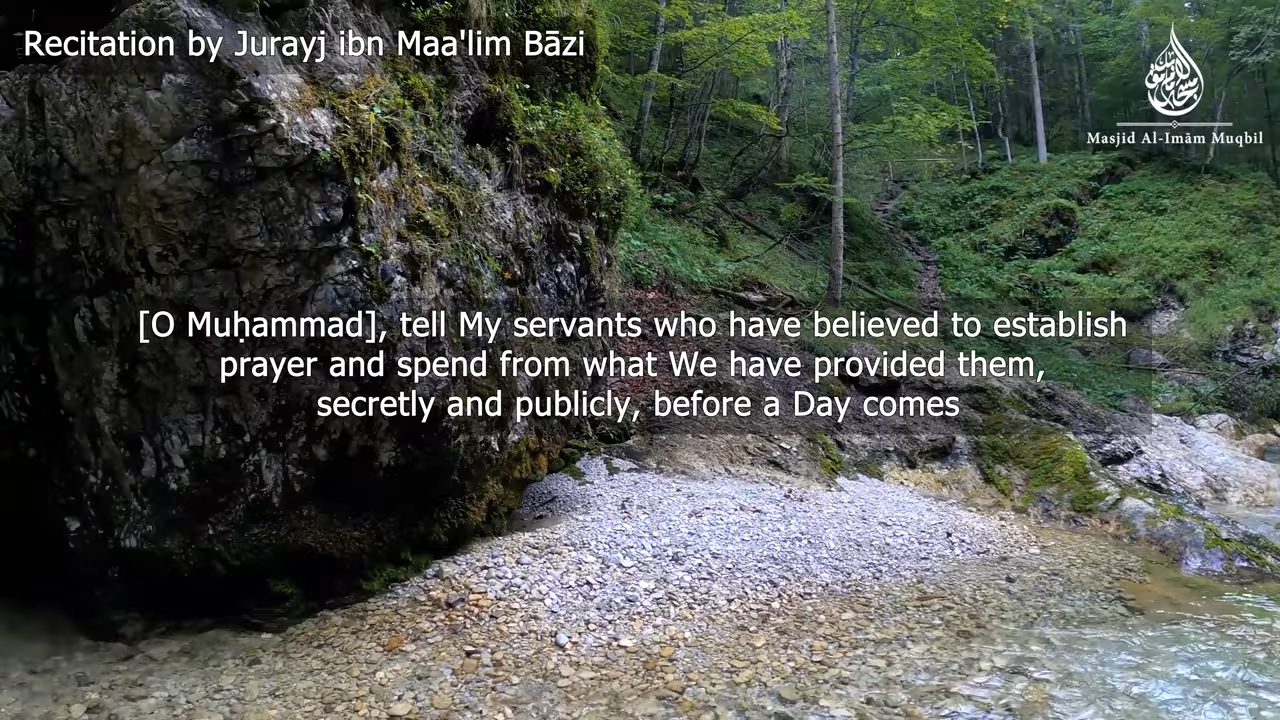 Recitation by Jurayj ibn Maa'lim Bāzi
Masjid Al-Imām Muqbil
[O Muḥammad], tell My servants who have believed to establish
prayer and spend from what We have provided them,
secretly and publicly, before a Day comes